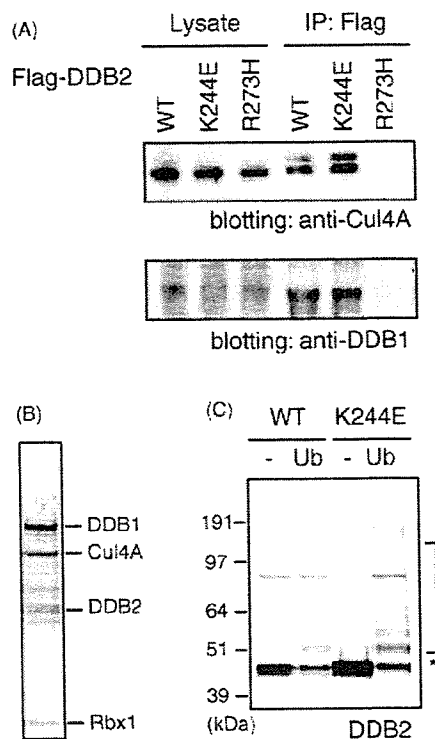 (A)
Lysate IP: Flag
Flag-DDB2
WT K244E R273H WT K244E R273H
blotting: anti-Cul4A
blotting: anti-DDB1
(B)
DDB1
Cul4A
DDB2
Rbx1
(C)
WT K244E
- Ub - Ub
191
97
64
51
*
39
(kDa)
DDB2